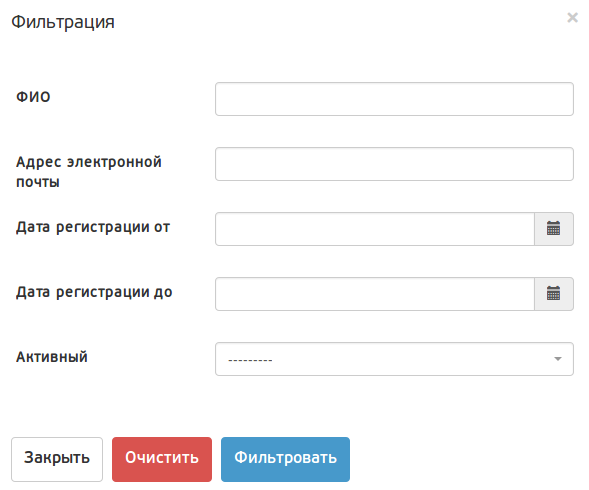 Фильтрация
×
ФИО
Адрес электронной
почты
Дата регистрации от
Дата регистрации до
Активный
---------
Закрыть Очистить Фильтровать